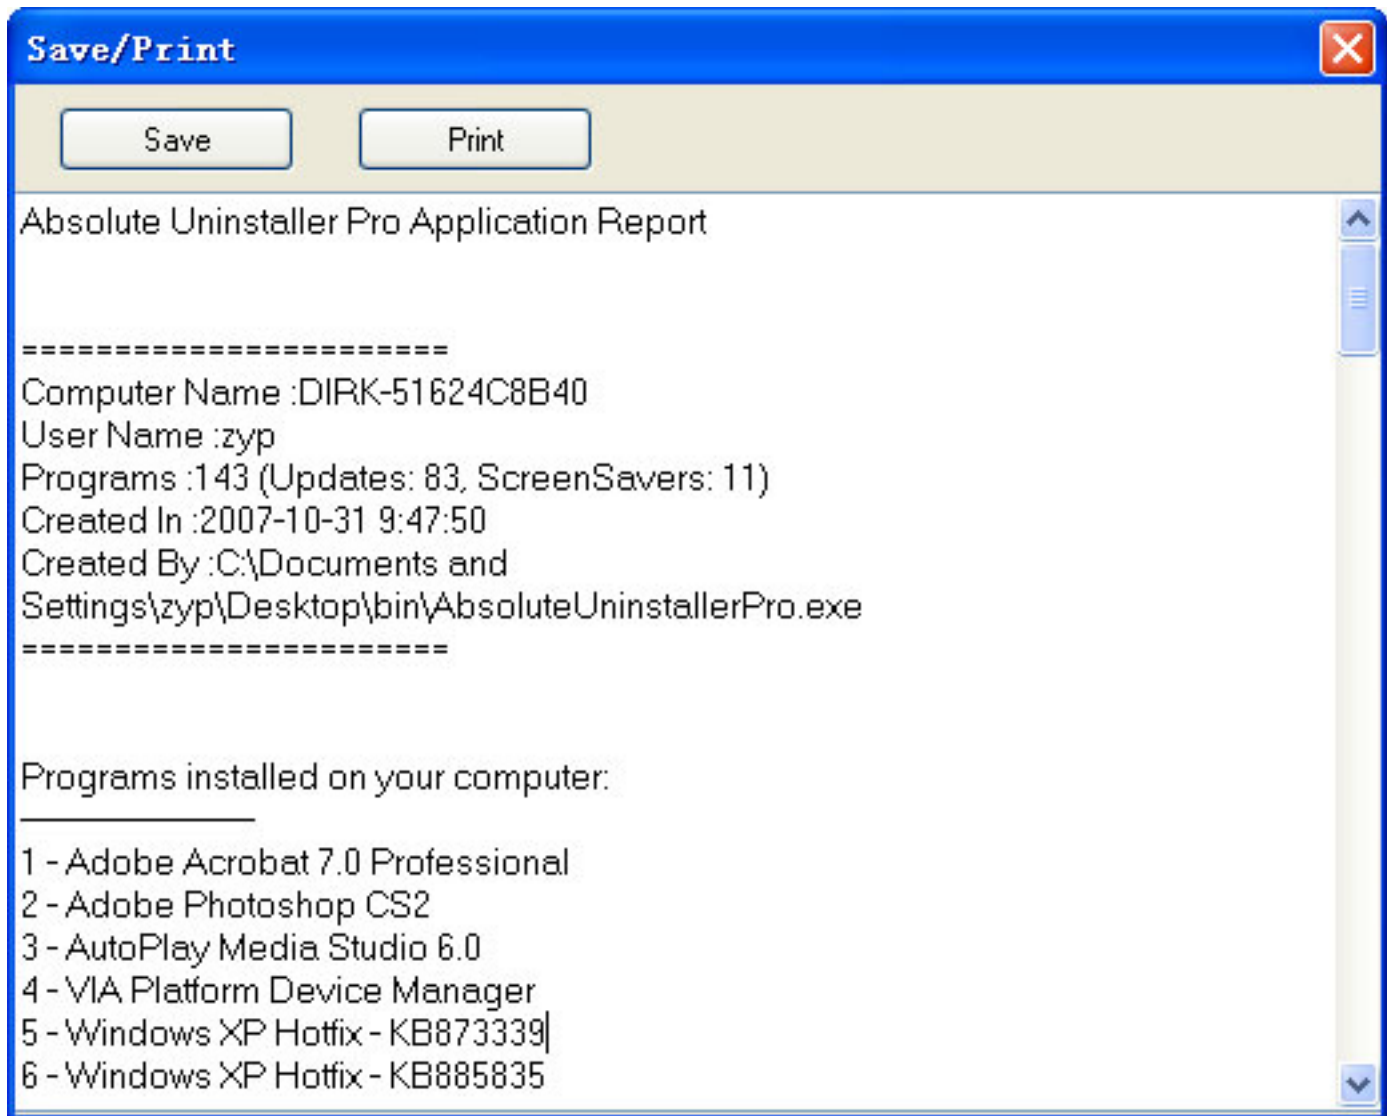 Save/Print
Save
Print
Absolute Uninstaller Pro Application Report
=======================
Computer Name :DIRK-51624C8B40
User Name :zyp
Programs :143 (Updates: 83, ScreenSavers: 11)
Created In :2007-10-31 9:47:50
Created By :C:\Documents and
Settings\zyp\Desktop\bin\AbsoluteUninstallerPro.exe
=======================
Programs installed on your computer:
1 - Adobe Acrobat 7.0 Professional
2 - Adobe Photoshop CS2
3 - AutoPlay Media Studio 6.0
4 - VIA Platform Device Manager
5 - Windows XP Hotfix - KB873339
6 - Windows XP Hotfix - KB885835